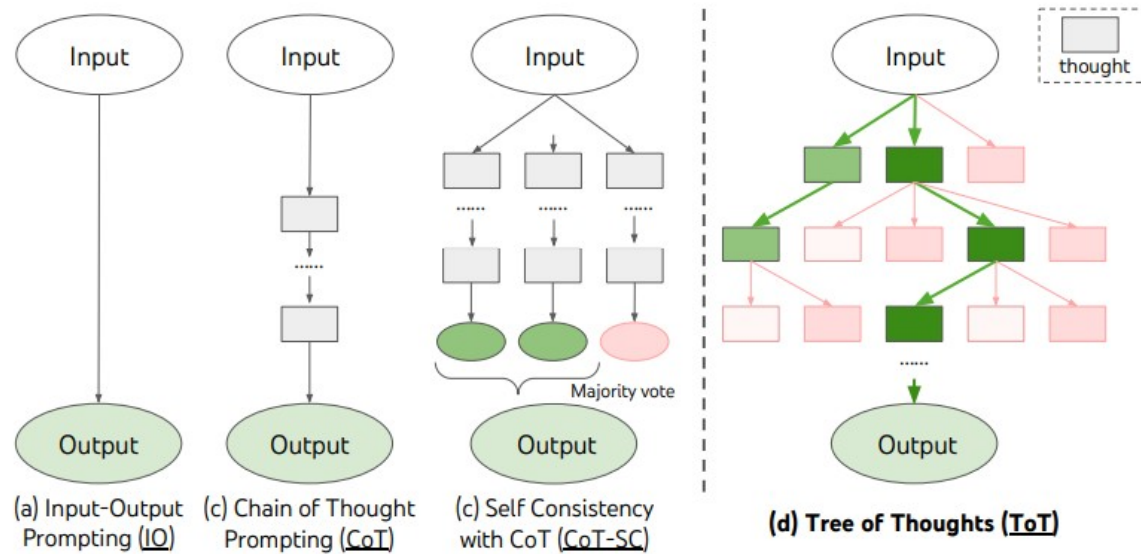 Input
Input
Input
Input
thought
......
......
......
......
......
Majority vote
Output
Output
Output
Output
(a) Input-Output
Prompting (IO)
(c) Chain of Thought
Prompting (CoT)
(c) Self Consistency
with CoT (CoT-SC)
(d) Tree of Thoughts (ToT)